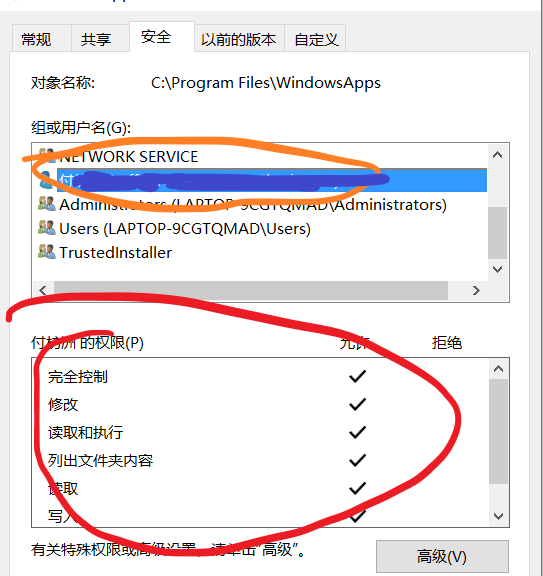 常规 共享 安全 以前的版本 自定义
对象名称: C:\Program Files\WindowsApps
组或用户名(G):
NETWORK SERVICE
Administrators (LAPTOP-9CGTQMAD\Administrators)
Users (LAPTOP-9CGTQMAD\Users)
TrustedInstaller
的权限(P) 允许 拒绝
完全控制
修改
读取和执行
列出文件夹内容
读取
写入
有关特殊权限或高级设置，请单击"高级"。
高级(V)